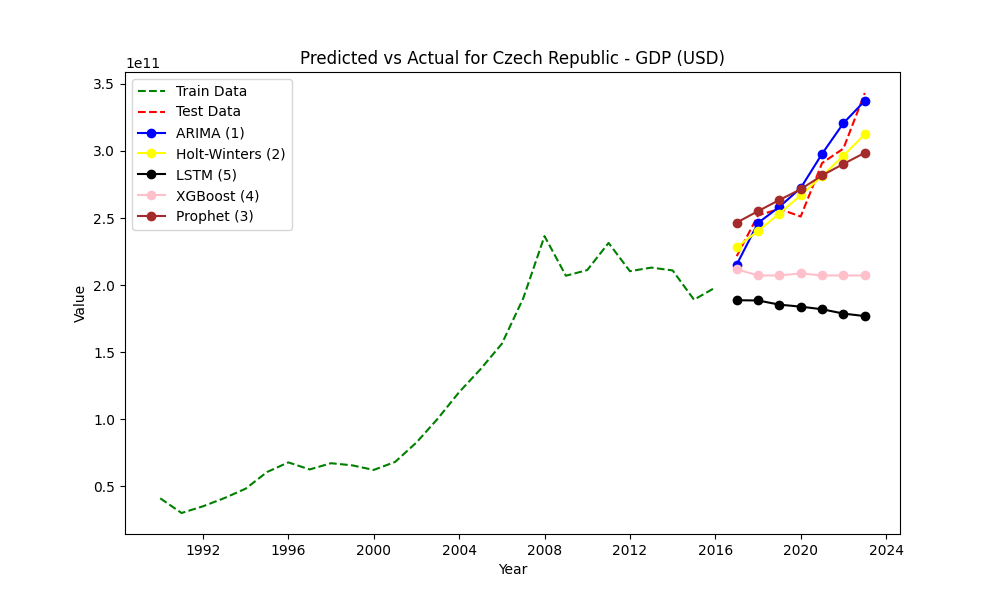 Predicted vs Actual for Czech Republic - GDP (USD)
1e11
3.5
3.0
2.5
2.0
1.5
1.0
0.5
Value
Train Data
Test Data
ARIMA (1)
Holt-Winters (2)
LSTM (5)
XGBoost (4)
Prophet (3)
1992 1996 2000 2004 2008 2012 2016 2020 2024
Year